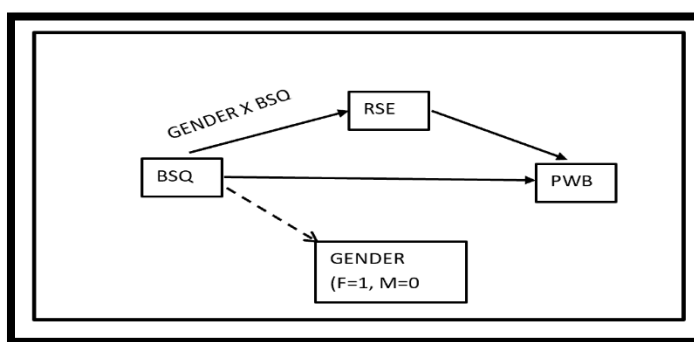 GENDER X BSQ
RSE
BSQ
PWB
GENDER
(F=1, M=0